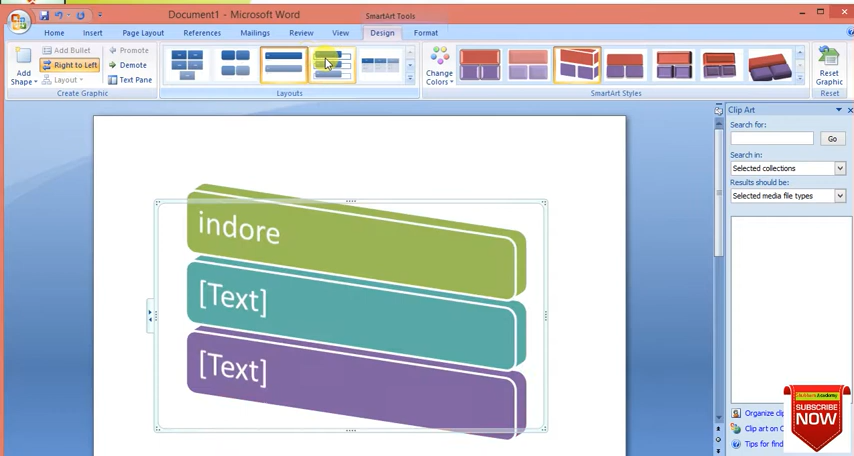 Document1 - Microsoft Word
SmartArt Tools
Home Insert Page Layout References Mailings Review View Design Format
Add Shape
Add Bullet
Right to Left
Layout
Promote
Demote
Text Pane
Create Graphic
Layouts
Change Colors
SmartArt Styles
Reset Graphic
Reset
Clip Art
Search for:
Go
Search in:
Selected collections
Results should be:
Selected media file types
indore
[Text]
[Text]
Organize clip
Clip art on O
Tips for find
Academy
SUBSCRIBE
NOW